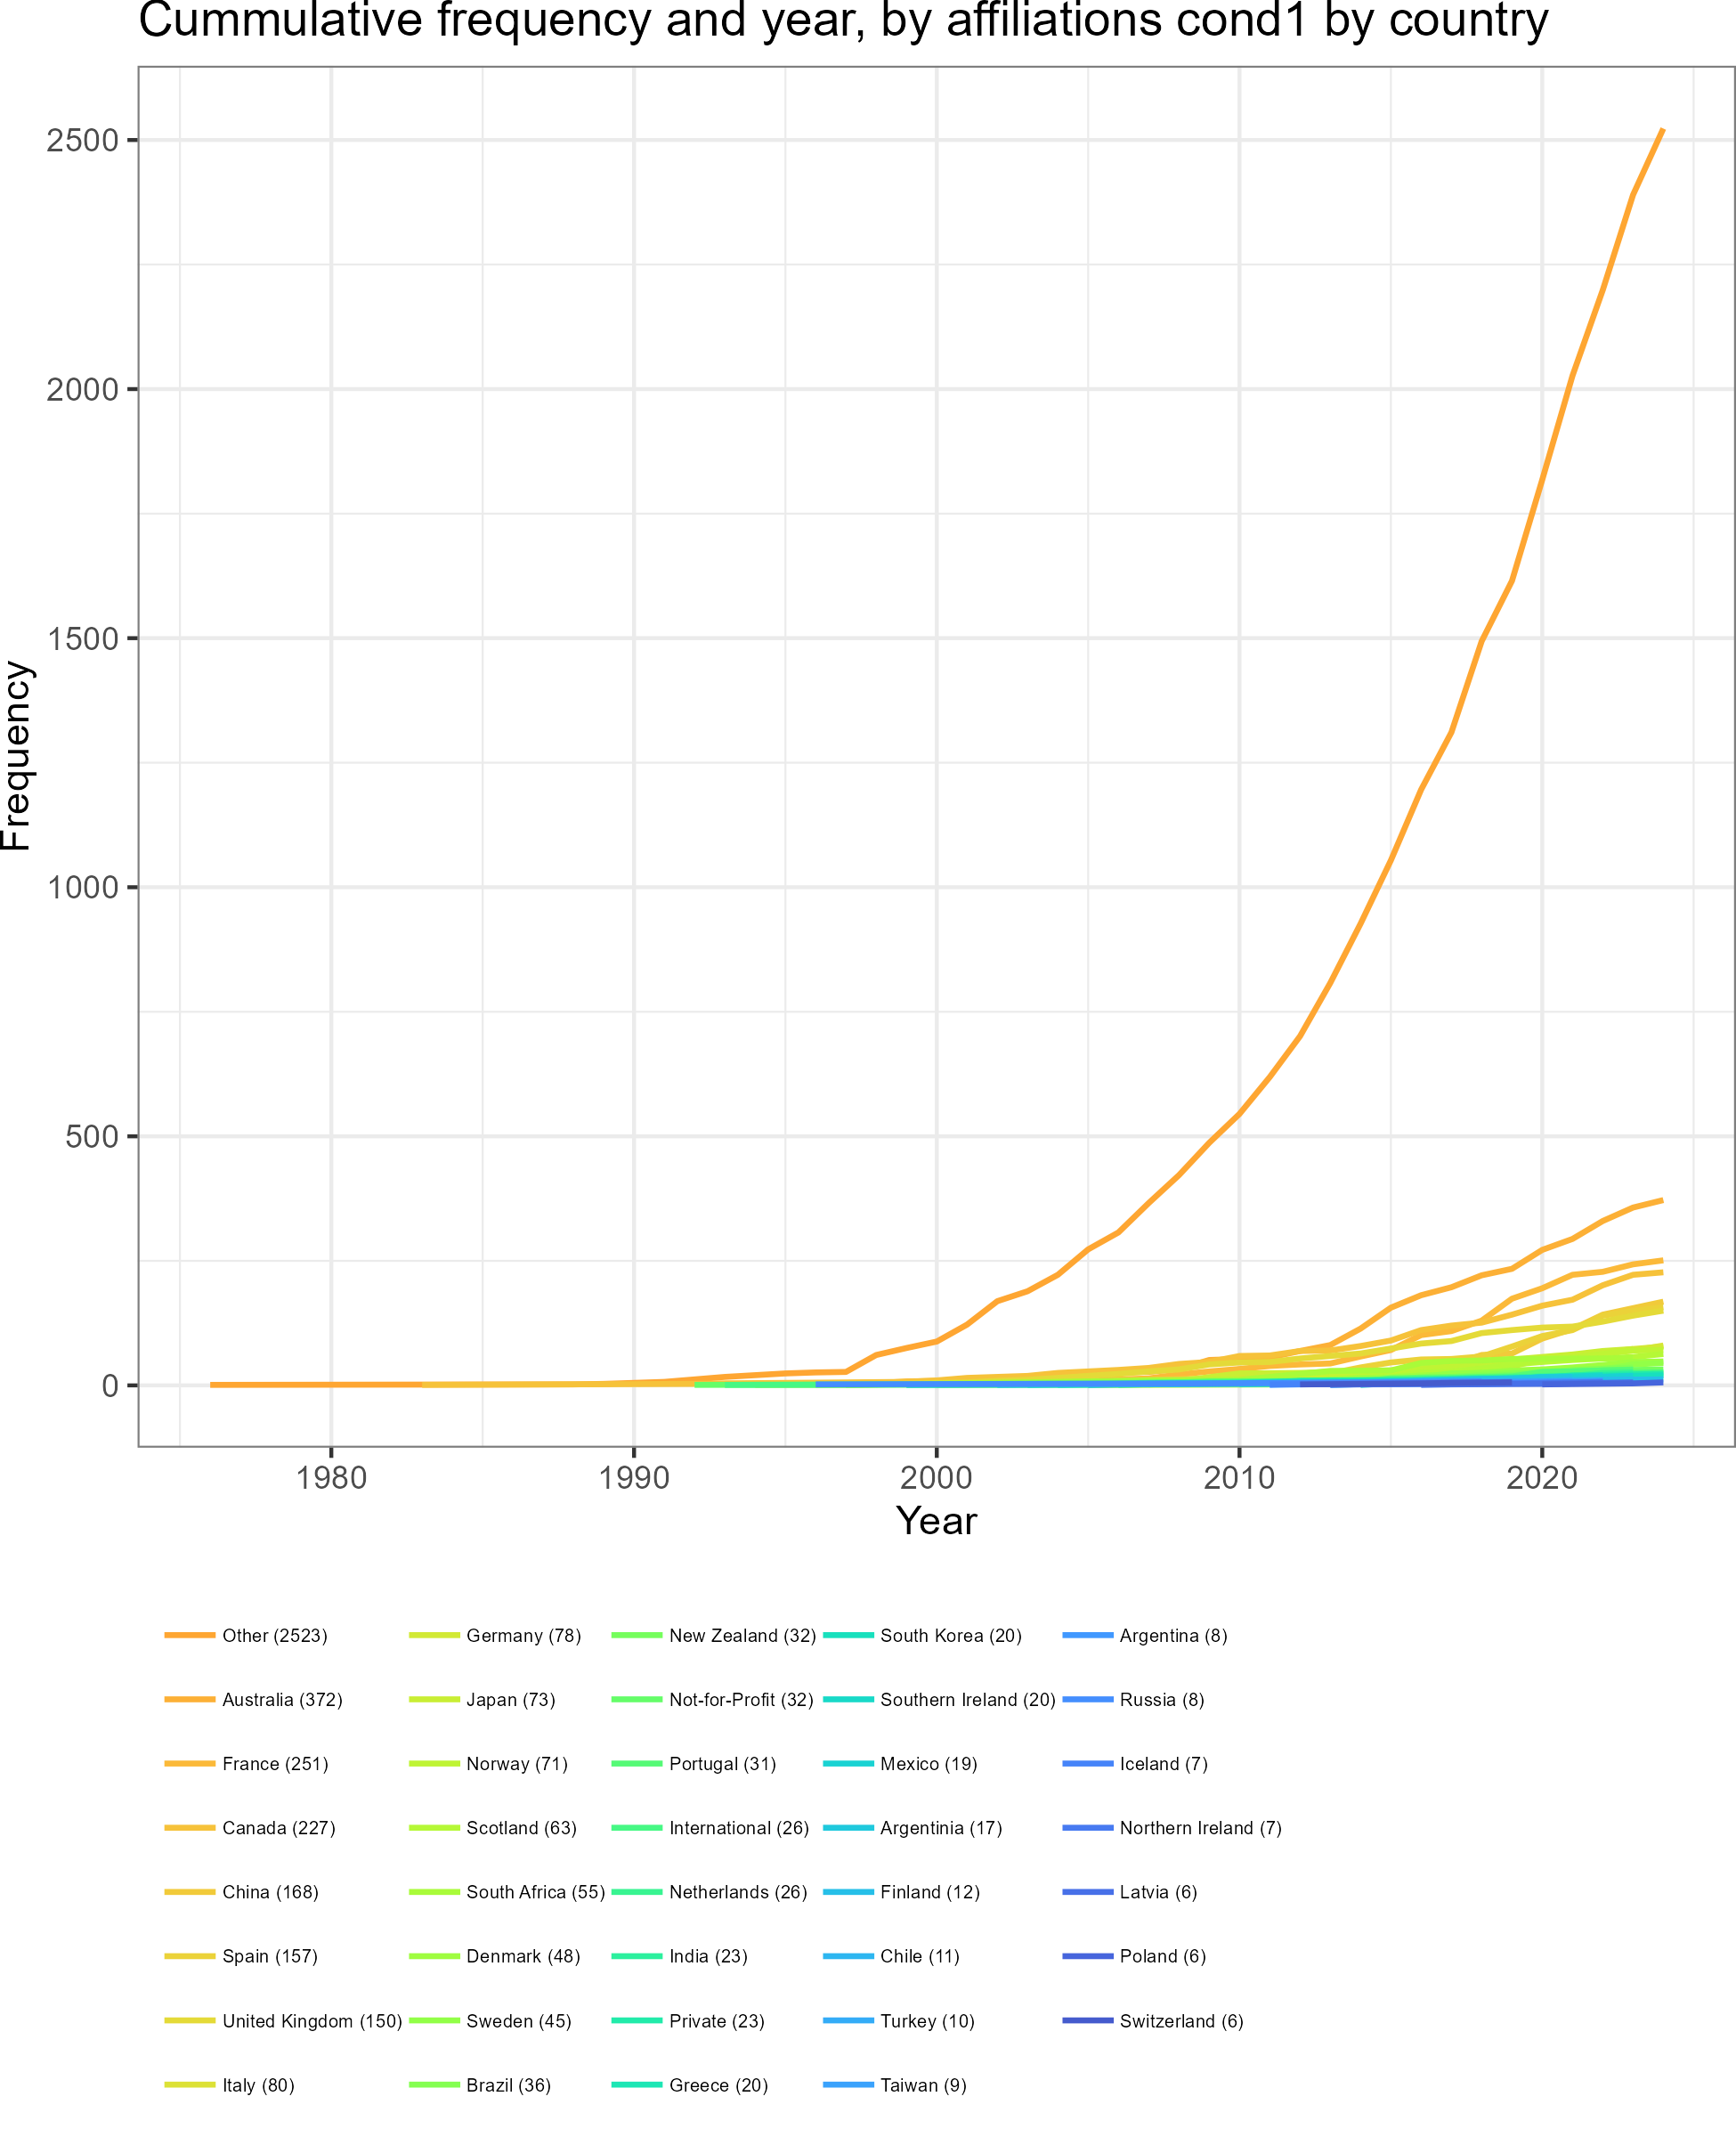 Cummulative frequency and year, by affiliations cond1 by country
2500
2000
1500
1000
500
0
Frequency
1980 1990 2000 2010 2020
Year
Other (2523) Germany (78) New Zealand (32) South Korea (20) Argentina (8)
Australia (372) Japan (73) Not-for-Profit (32) Southern Ireland (20) Russia (8)
France (251) Norway (71) Portugal (31) Mexico (19) Iceland (7)
Canada (227) Scotland (63) International (26) Argentinia (17) Northern Ireland (7)
China (168) South Africa (55) Netherlands (26) Finland (12) Latvia (6)
Spain (157) Denmark (48) India (23) Chile (11) Poland (6)
United Kingdom (150) Sweden (45) Private (23) Turkey (10) Switzerland (6)
Italy (80) Brazil (36) Greece (20) Taiwan (9)